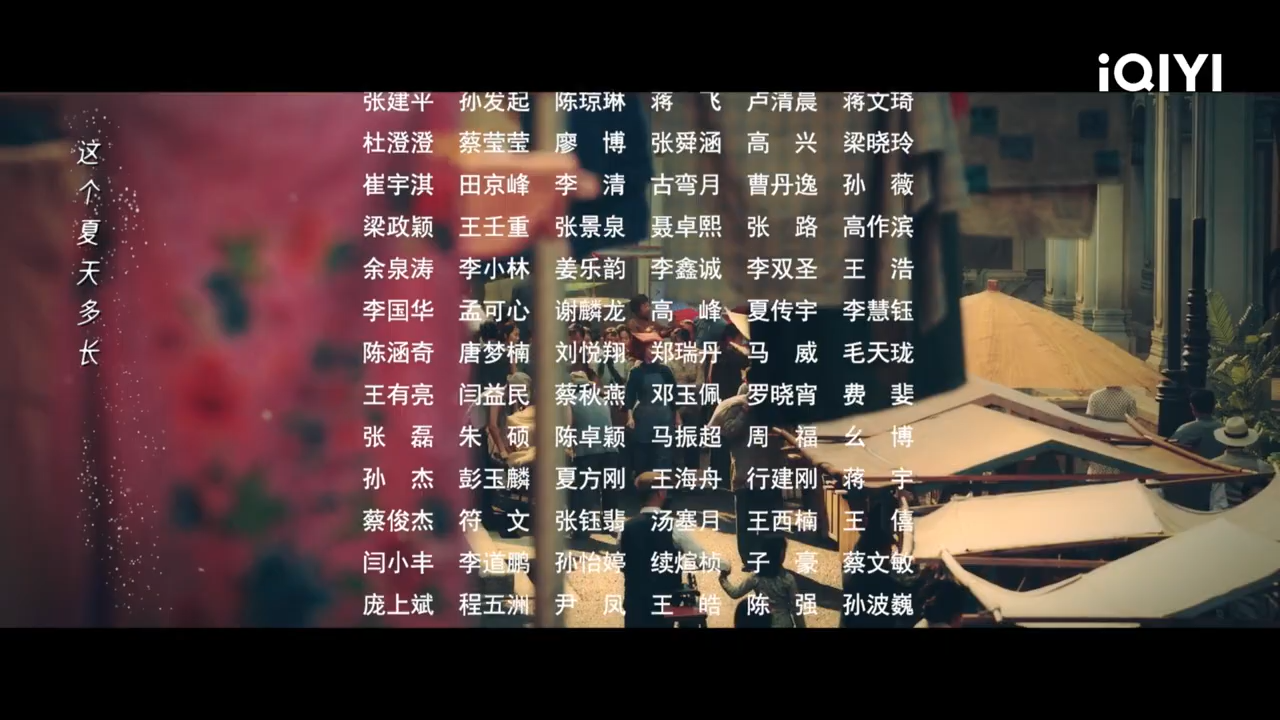 iQIYI
这个夏天多长
张建平 孙发起 陈琼琳 蒋 飞 卢清晨 蒋文琦
杜澄澄 蔡莹莹 廖 博 张舜涵 高 兴 梁晓玲
崔宇淇 田京峰 李 清 古弯月 曹丹逸 孙 薇
梁政颖 王壬重 张景泉 聂卓熙 张 路 高作滨
余泉涛 李小林 姜乐韵 李鑫诚 李双圣 王 浩
李国华 孟可心 谢麟龙 高 峰 夏传宇 李慧钰
陈涵奇 唐梦楠 刘悦翔 郑瑞丹 马 威 毛天珑
王有亮 闫益民 蔡秋燕 邓玉佩 罗晓宵 费 斐
张 磊 朱 硕 陈卓颖 马振超 周 福 幺 博
孙 杰 彭玉麟 夏方刚 王海舟 行建刚 蒋 宇
蔡俊杰 符 文 张钰翡 汤塞月 王西楠 王 僖
闫小丰 李道鹏 孙怡婷 续煊桢 子 豪 蔡文敏
庞上斌 程五洲 尹 凤 王 皓 陈 强 孙波巍